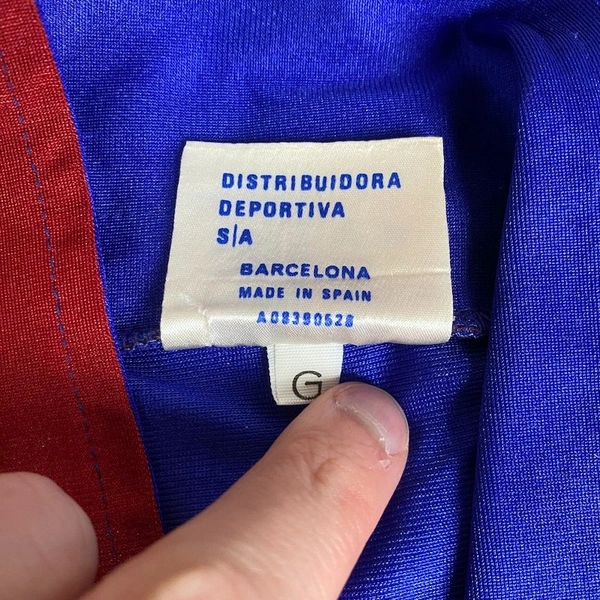 DISTRIBUIDORA
DEPORTIVA
S/A
BARCELONA
MADE IN SPAIN
A08390528
G